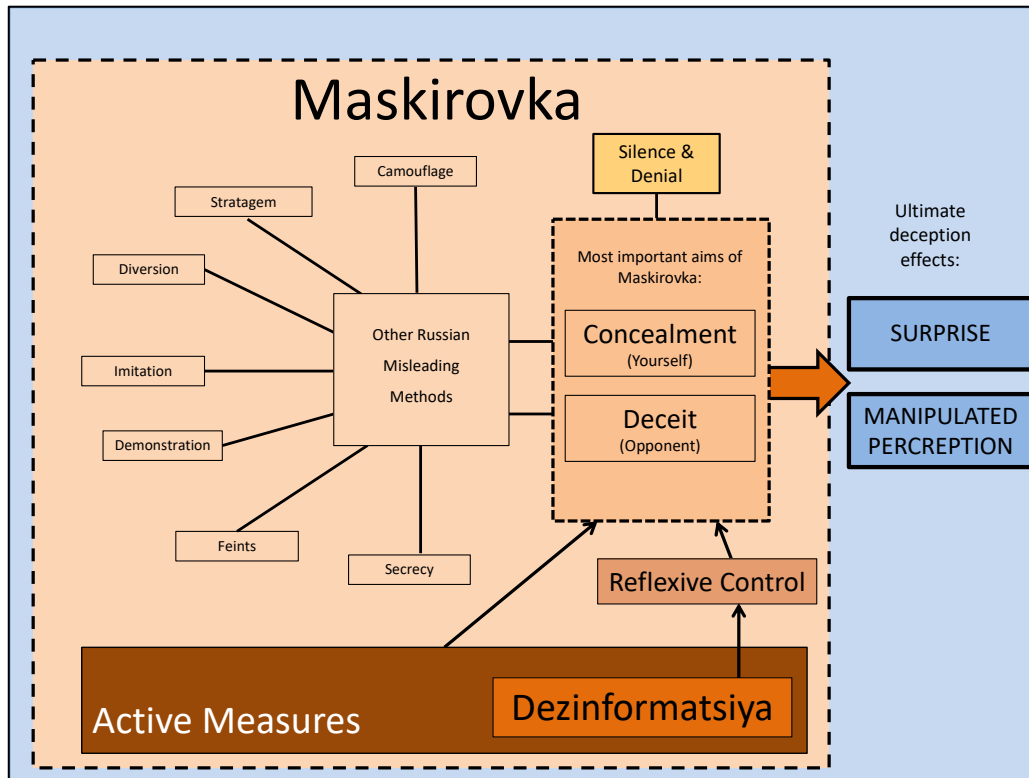 Maskirovka
Silence &
Denial
Camouflage
Stratagem
Diversion
Imitation
Demonstration
Feints
Secrecy
Other Russian
Misleading
Methods
Most important aims of
Maskirovka:
Concealment
(Yourself)
Deceit
(Opponent)
Ultimate
deception
effects:
SURPRISE
MANIPULATED
PERCREPTION
Reflexive Control
Active Measures
Dezinformatsiya